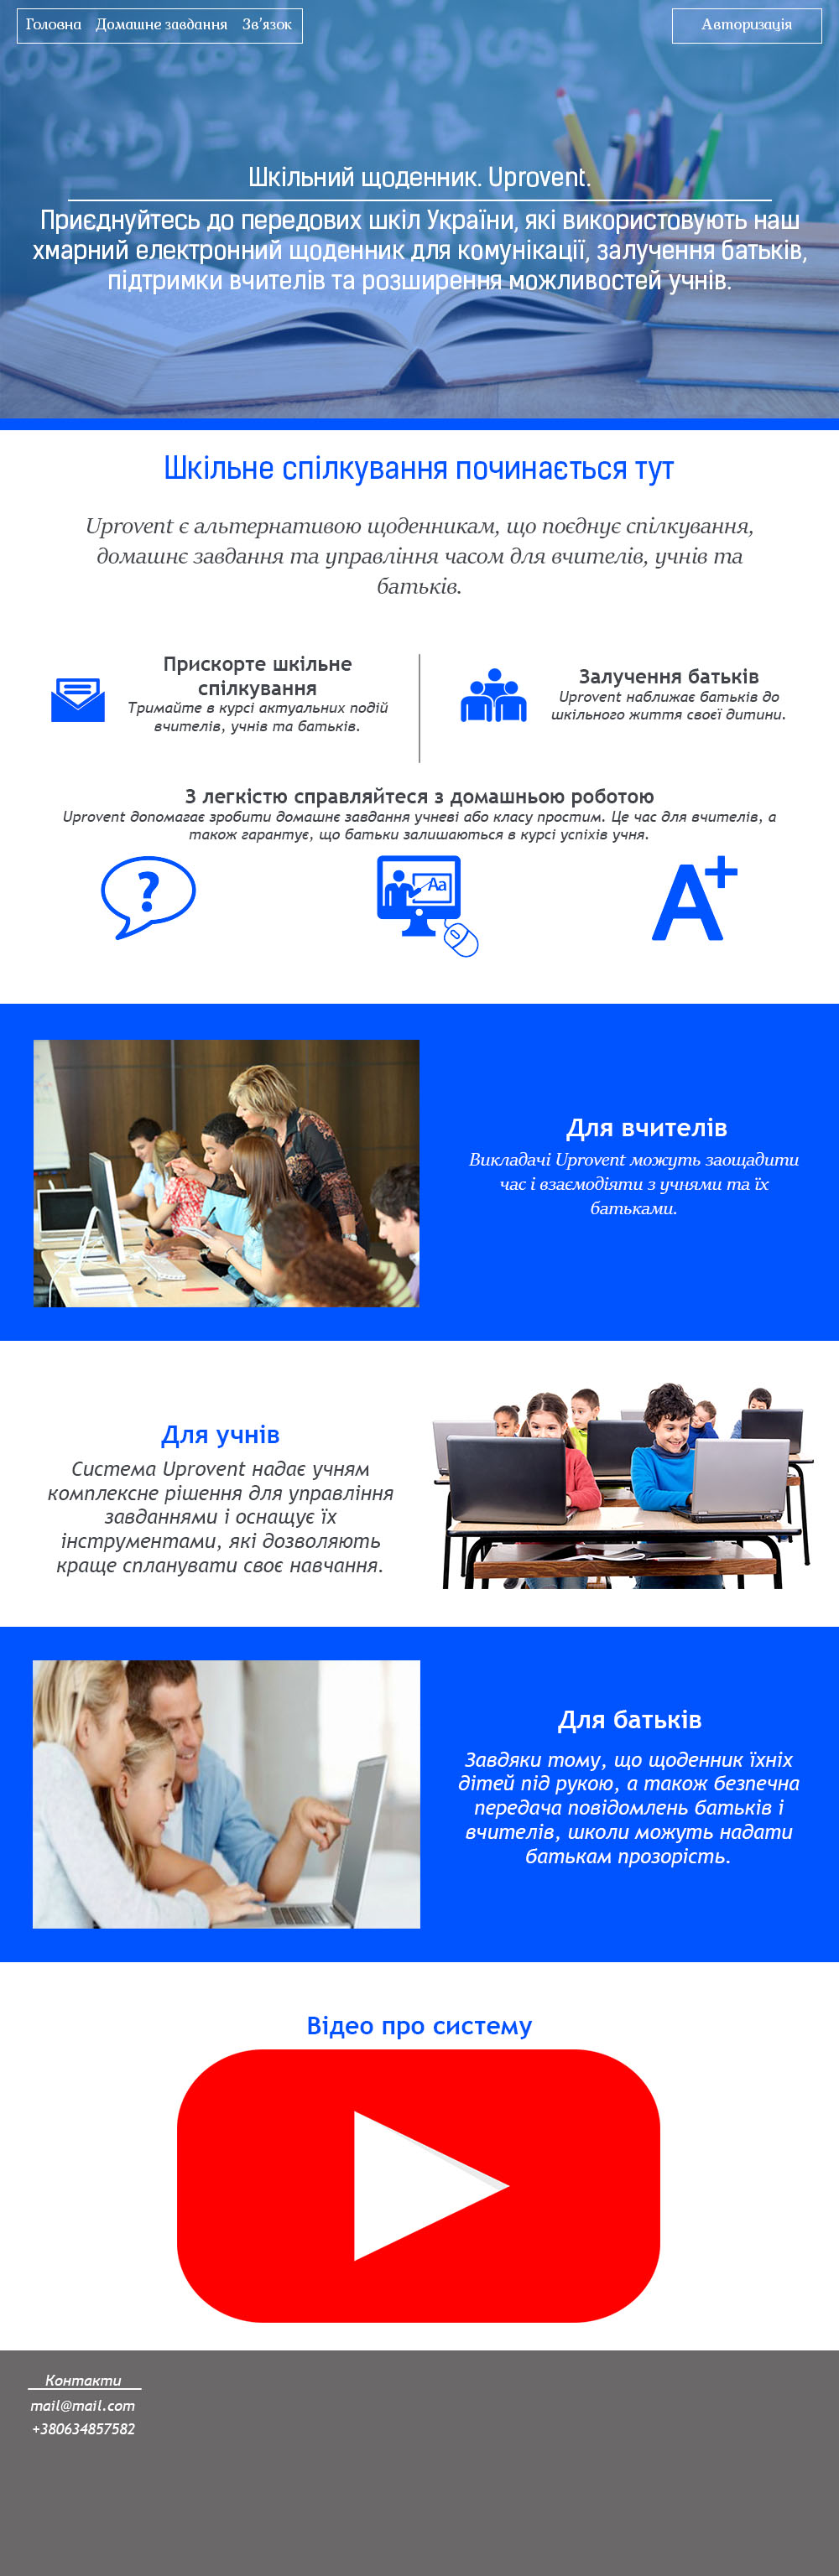 Головна Домашнє завдання Зв'язок Авторизація
Шкільний щоденник. Uprovent.
Приєднуйтесь до передових шкіл України, які використовують наш
хмарний електронний щоденник для комунікації, залучення батьків,
підтримки вчителів та розширення можливостей учнів.
Шкільне спілкування починається тут
Uprovent є альтернативою щоденникам, що поєднує спілкування,
домашнє завдання та управління часом для вчителів, учнів та
батьків.
Прискорте шкільне
спілкування
Тримайте в курсі актуальних подій
вчителів, учнів та батьків.
Залучення батьків
Uprovent наближає батьків до
шкільного життя своєї дитини.
З легкістю справляйтеся з домашньою роботою
Uprovent допомагає зробити домашнє завдання учневі або класу простим. Це час для вчителів, а
також гарантує, що батьки залишаються в курсі успіхів учня.
?
Aa
A+
Для вчителів
Викладачі Uprovent можуть заощадити
час і взаємодіяти з учнями та їх
батьками.
Для учнів
Система Uprovent надає учням
комплексне рішення для управління
завданнями і оснащує їх
інструментами, які дозволяють
краще спланувати своє навчання.
Для батьків
Завдяки тому, що щоденник їхніх
дітей під рукою, а також безпечна
передача повідомлень батьків і
вчителів, школи можуть надати
батькам прозорість.
Відео про систему
Контакти
mail@mail.com
+380634857582